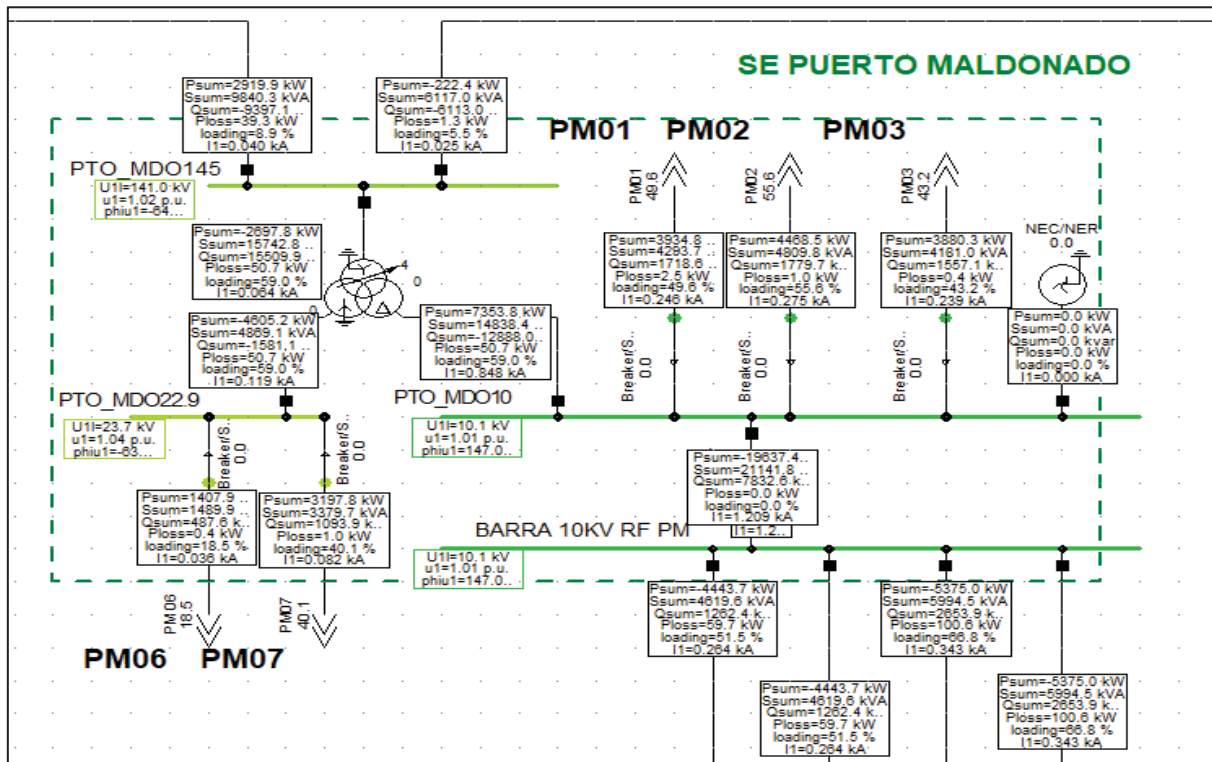 SE PUERTO MALDONADO
Psum=2919.9 kW
Ssum=9840.3 kVA
Qsum=-9397.1 ..
Ploss=39.3 kW
loading=8.9 %
I1=0.040 kA
Psum=-222.4 kW
Ssum=6117.0 kVA
Qsum=-6113.0 ..
Ploss=1.3 kW
loading=5.5 %
I1=0.025 kA
PM01 PM02 PM03
PTO_MDO145
U1l=141.0 kV
u1=1.02 p.u.
phiu1=-64...
PM01
49.6
PM02
55.6
PM03
43.2
NEC/NER
0.0
Psum=-2697.8 kW
Ssum=15742.8 ..
Qsum=15509.9 ..
Ploss=50.7 kW
loading=59.0 %
I1=0.064 kA
4
0
0
Psum=3934.8 ..
Ssum=4293.7 ..
Qsum=1718.6 ..
Ploss=2.5 kW
loading=49.6 %
I1=0.246 kA
Psum=4468.5 kW
Ssum=4809.8 kVA
Qsum=1779.7 k..
Ploss=1.0 kW
loading=55.6 %
I1=0.275 kA
Psum=3880.3 kW
Ssum=4181.0 kVA
Qsum=1557.1 k..
Ploss=0.4 kW
loading=43.2 %
I1=0.239 kA
Psum=0.0 kW
Ssum=0.0 kVA
Qsum=0.0 kvar
Ploss=0.0 kW
loading=0.0 %
I1=0.000 kA
Psum=-4605.2 kW
Ssum=4869.1 kVA
Qsum=-1581.1 ..
Ploss=50.7 kW
loading=59.0 %
I1=0.119 kA
Psum=7353.8 kW
Ssum=14838.4 ..
Qsum=-12888.0..
Ploss=50.7 kW
loading=59.0 %
I1=0.848 kA
Breaker/S..
0.0
Breaker/S..
0.0
Breaker/S..
0.0
PTO_MDO22.9
U1l=23.7 kV
u1=1.04 p.u.
phiu1=-63...
PTO_MDO10
U1l=10.1 kV
u1=1.01 p.u.
phiu1=147.0..
Breaker/S..
0.0
Breaker/S..
0.0
Psum=-19637.4..
Ssum=21141.8 ..
Qsum=7832.6 k..
Ploss=0.0 kW
loading=0.0 %
I1=1.209 kA
I1=1.2..
Psum=1407.9 ..
Ssum=1489.9 ..
Qsum=487.6 k..
Ploss=0.4 kW
loading=18.5 %
I1=0.036 kA
Psum=3197.8 kW
Ssum=3379.7 kVA
Qsum=1093.9 k..
Ploss=1.0 kW
loading=40.1 %
I1=0.082 kA
BARRA 10KV RF PM
U1l=10.1 kV
u1=1.01 p.u.
phiu1=147.0..
PM06
18.5
PM07
40.1
PM06 PM07
Psum=-4443.7 kW
Ssum=4619.6 kVA
Qsum=1262.4 k..
Ploss=59.7 kW
loading=51.5 %
I1=0.264 kA
Psum=-5375.0 kW
Ssum=5994.5 kVA
Qsum=2653.9 k..
Ploss=100.6 kW
loading=66.8 %
I1=0.343 kA
Psum=-4443.7 kW
Ssum=4619.6 kVA
Qsum=1262.4 k..
Ploss=59.7 kW
loading=51.5 %
I1=0.264 kA
Psum=-5375.0 kW
Ssum=5994.5 kVA
Qsum=2653.9 k..
Ploss=100.6 kW
loading=66.8 %
I1=0.343 kA